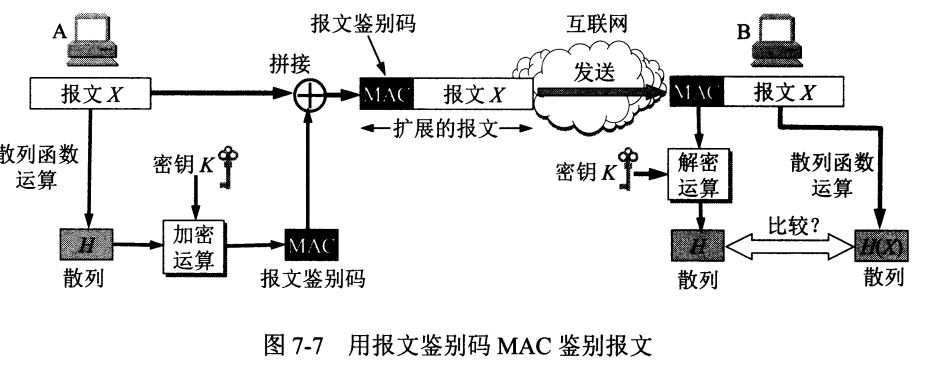 A
报文鉴别码
互联网
B
拼接
发送
报文 X
MAC
报文 X
MAC
报文 X
扩展的报文
散列函数
运算
密钥 K
密钥 K
解密
运算
散列函数
运算
H
加密
运算
MAC
H
比较?
H(X)
散列
报文鉴别码
散列
散列
图 7-7 用报文鉴别码 MAC 鉴别报文